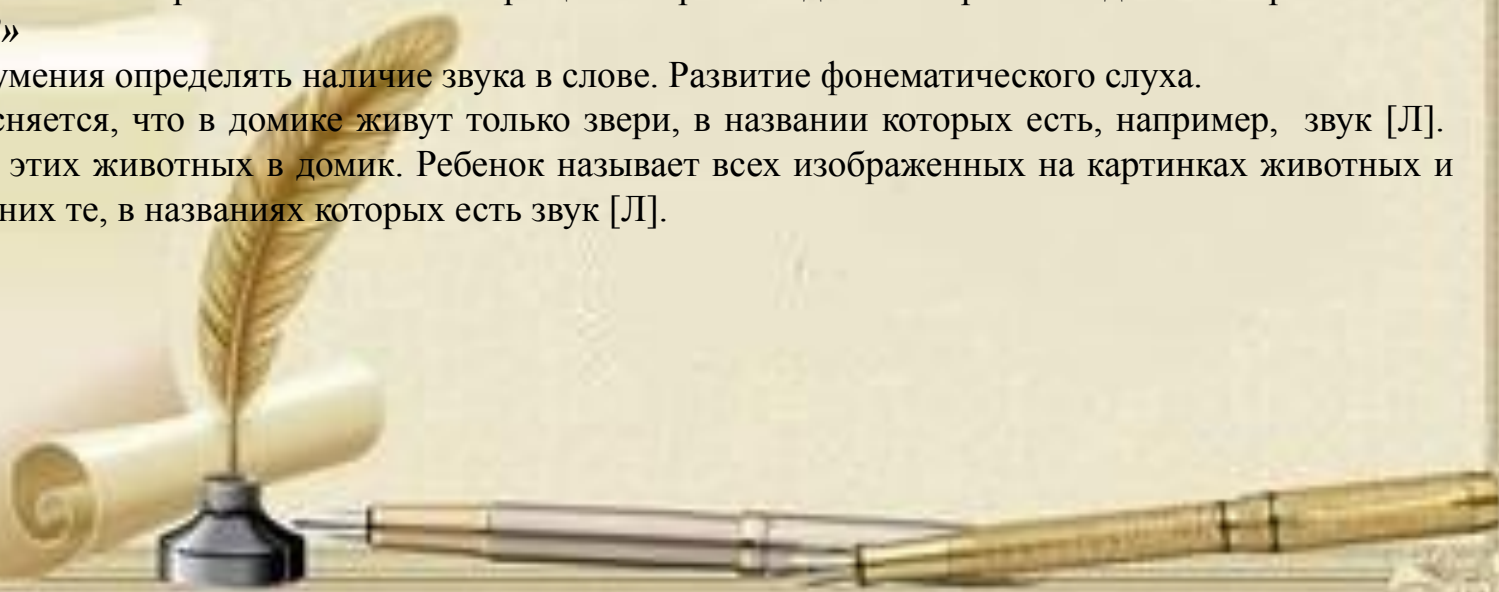 »
умения определять наличие звука в слове. Развитие фонематического слуха.
сняется, что в домике живут только звери, в названии которых есть, например, звук [Л].
этих животных в домик. Ребенок называет всех изображенных на картинках животных и
них те, в названиях которых есть звук [Л].